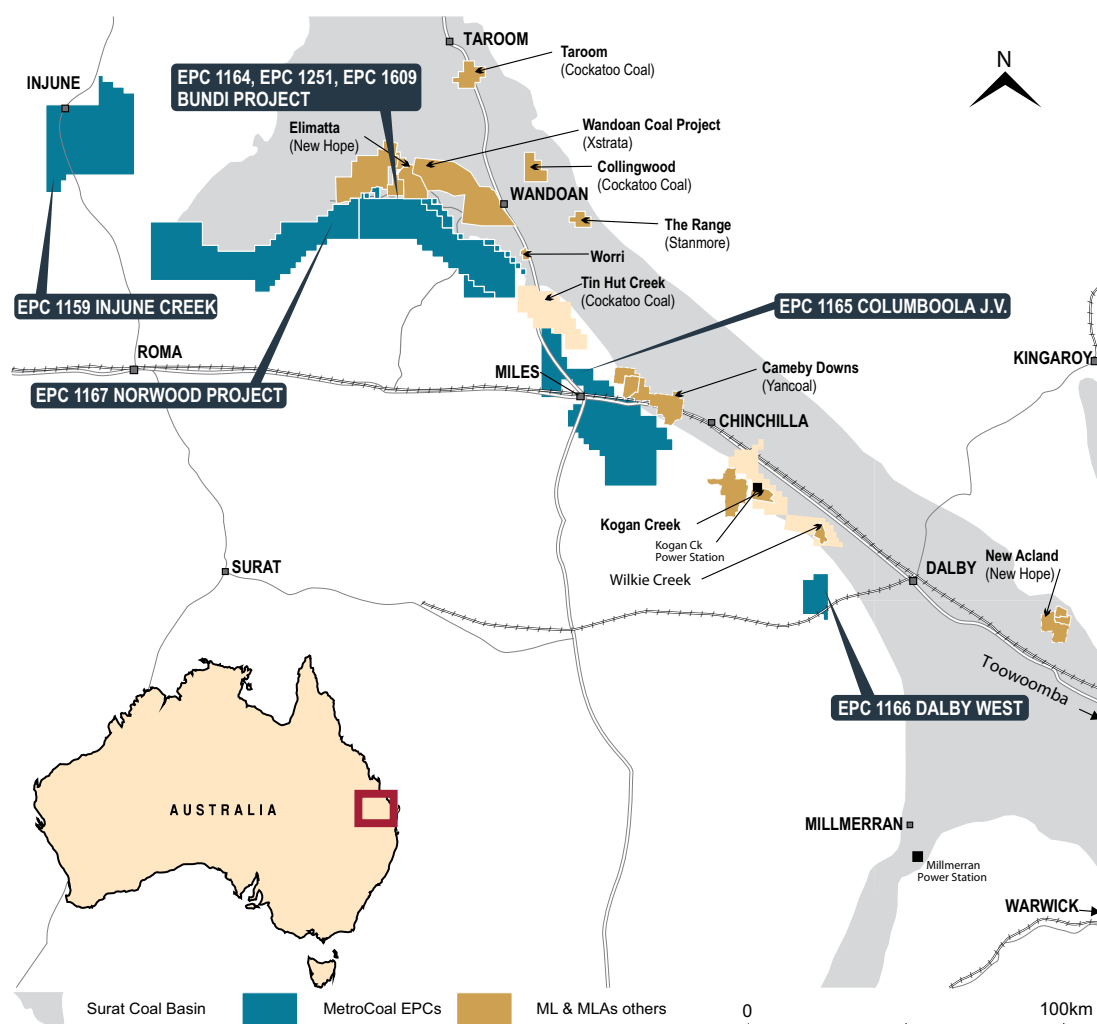 TAROOM
Taroom
(Cockatoo Coal)
N
INJUNE
EPC 1164, EPC 1251, EPC 1609
BUNDI PROJECT
Elimatta
(New Hope)
Wandoan Coal Project
(Xstrata)
Collingwood
(Cockatoo Coal)
WANDOAN
The Range
(Stanmore)
Worri
Tin Hut Creek
(Cockatoo Coal)
EPC 1159 INJUNE CREEK
EPC 1165 COLUMBOOLA J.V.
ROMA
KINGAROY
MILES
Cameby Downs
(Yancoal)
EPC 1167 NORWOOD PROJECT
CHINCHILLA
Kogan Creek
Kogan Ck
Power Station
Wilkie Creek
SURAT
DALBY
New Acland
(New Hope)
Toowoomba
EPC 1166 DALBY WEST
AUSTRALIA
MILLMERRAN
Millmerran
Power Station
WARWICK
Surat Coal Basin
MetroCoal EPCs
ML & MLAs others
0
100km